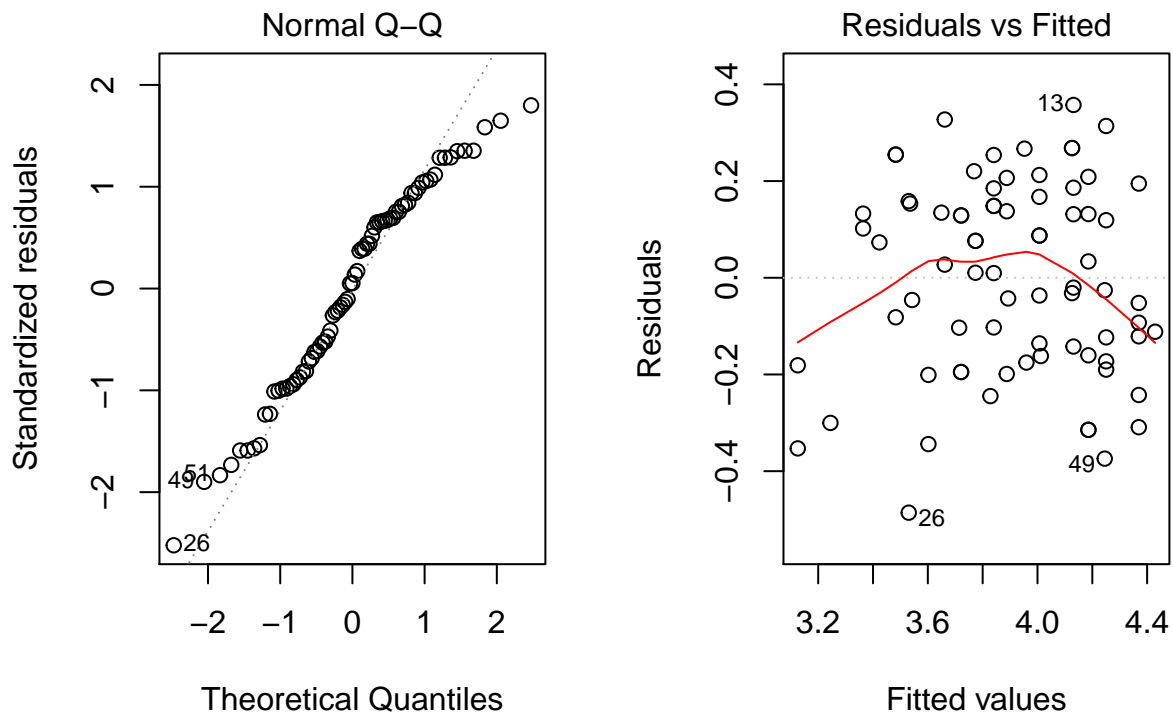 Normal Q−Q
Standardized residuals
2
1
0
−1
−2
49
51
26
−2 −1 0 1 2
Theoretical Quantiles
Residuals vs Fitted
Residuals
0.4
0.2
0.0
−0.2
−0.4
13
49
26
3.2 3.6 4.0 4.4
Fitted values